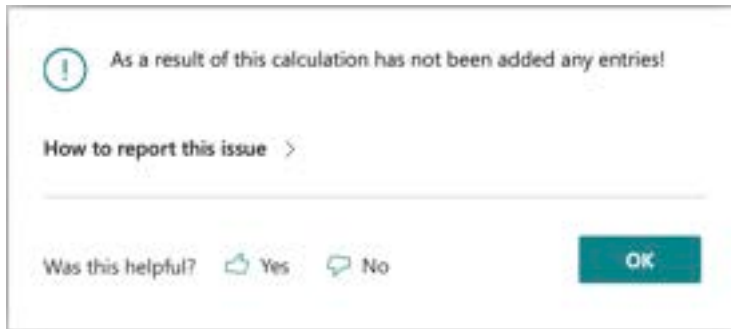 As a result of this calculation has not been added any entries!
How to report this issue >
Was this helpful? Yes No
OK